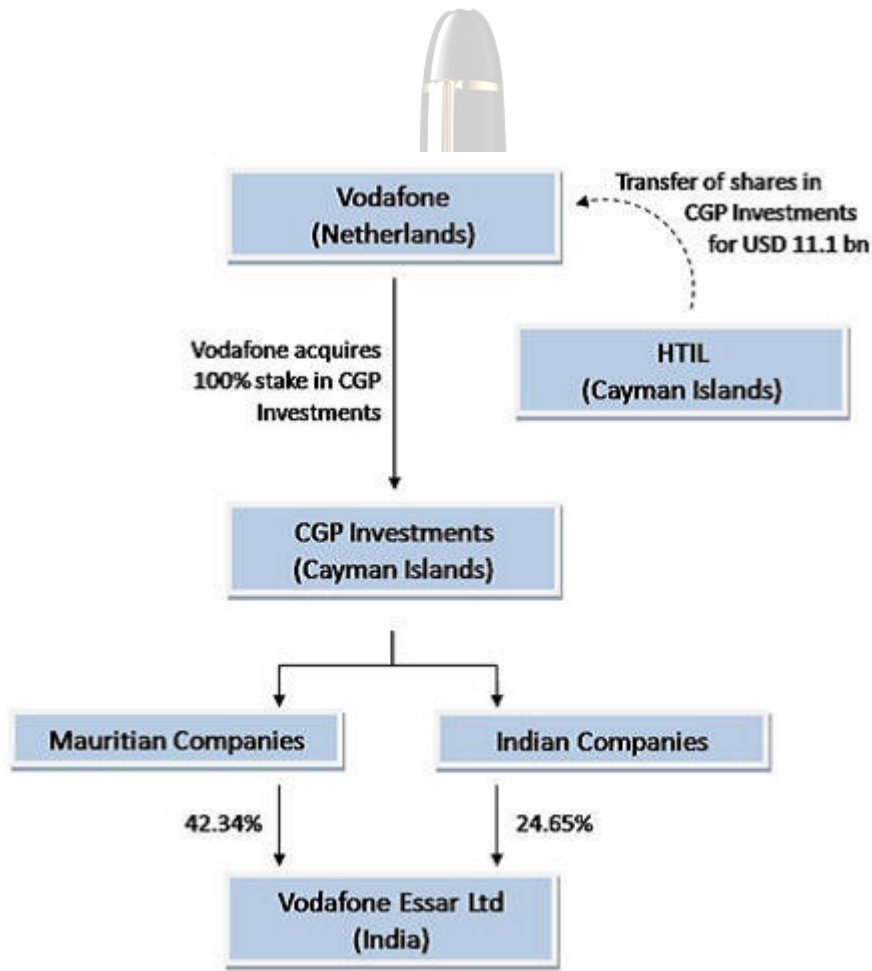 Vodafone
(Netherlands)
Transfer of shares in
CGP Investments
for USD 11.1 bn
HTIL
(Cayman Islands)
Vodafone acquires
100% stake in CGP
Investments
CGP Investments
(Cayman Islands)
Mauritian Companies
Indian Companies
42.34%
24.65%
Vodafone Essar Ltd
(India)